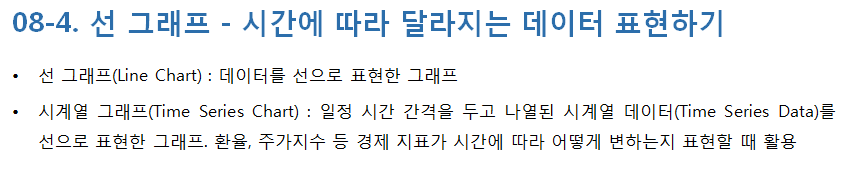 08-4. 선 그래프 - 시간에 따라 달라지는 데이터 표현하기
• 선 그래프(Line Chart) : 데이터를 선으로 표현한 그래프
• 시계열 그래프(Time Series Chart) : 일정 시간 간격을 두고 나열된 시계열 데이터(Time Series Data)를
선으로 표현한 그래프. 환율, 주가지수 등 경제 지표가 시간에 따라 어떻게 변하는지 표현할 때 활용